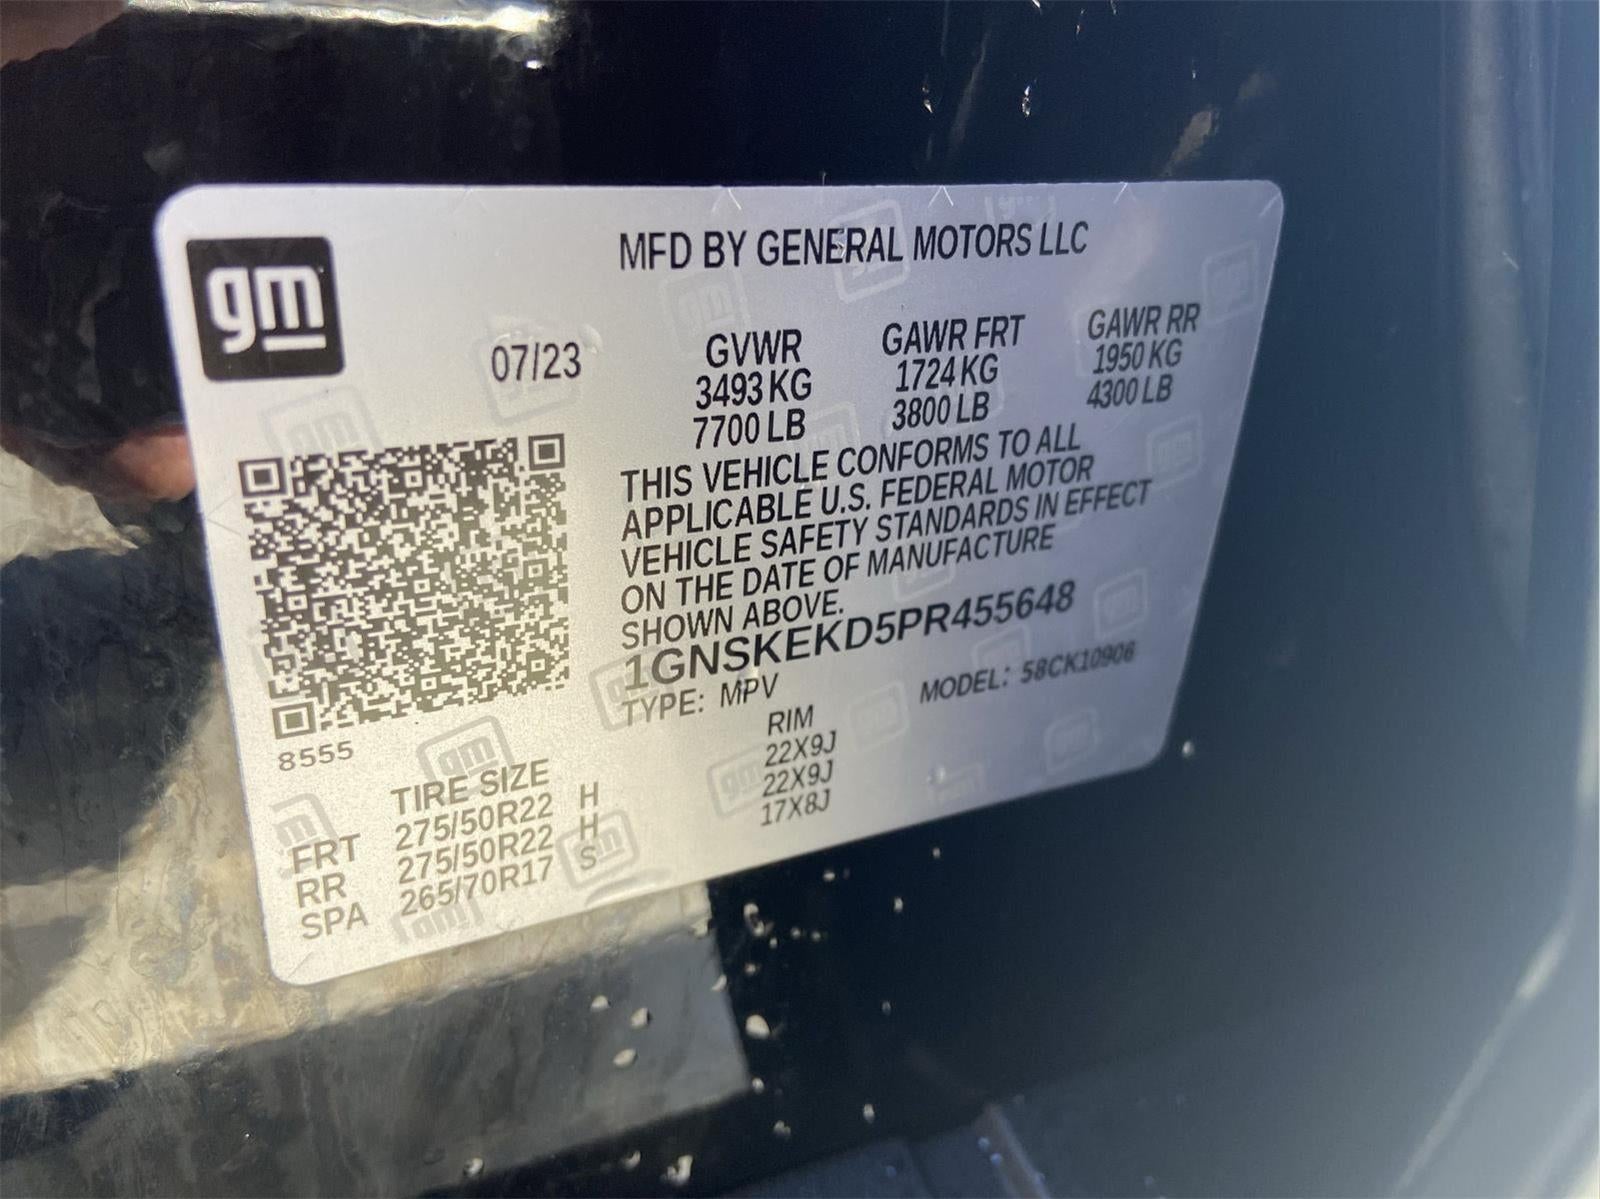 gm
MFD BY GENERAL MOTORS LLC
07/23
GVWR GAWR FRT GAWR RR
3493 KG 1724 KG 1950 KG
7700 LB 3800 LB 4300 LB
THIS VEHICLE CONFORMS TO ALL
APPLICABLE U.S. FEDERAL MOTOR
VEHICLE SAFETY STANDARDS IN EFFECT
ON THE DATE OF MANUFACTURE
SHOWN ABOVE.
1GNSKEKD5PR455648
TYPE: MPV MODEL: 58CK10906
8555
TIRE SIZE RIM
FRT 275/50R22 H 22X9J
RR 275/50R22 H 22X9J
SPA 265/70R17 S 17X8J